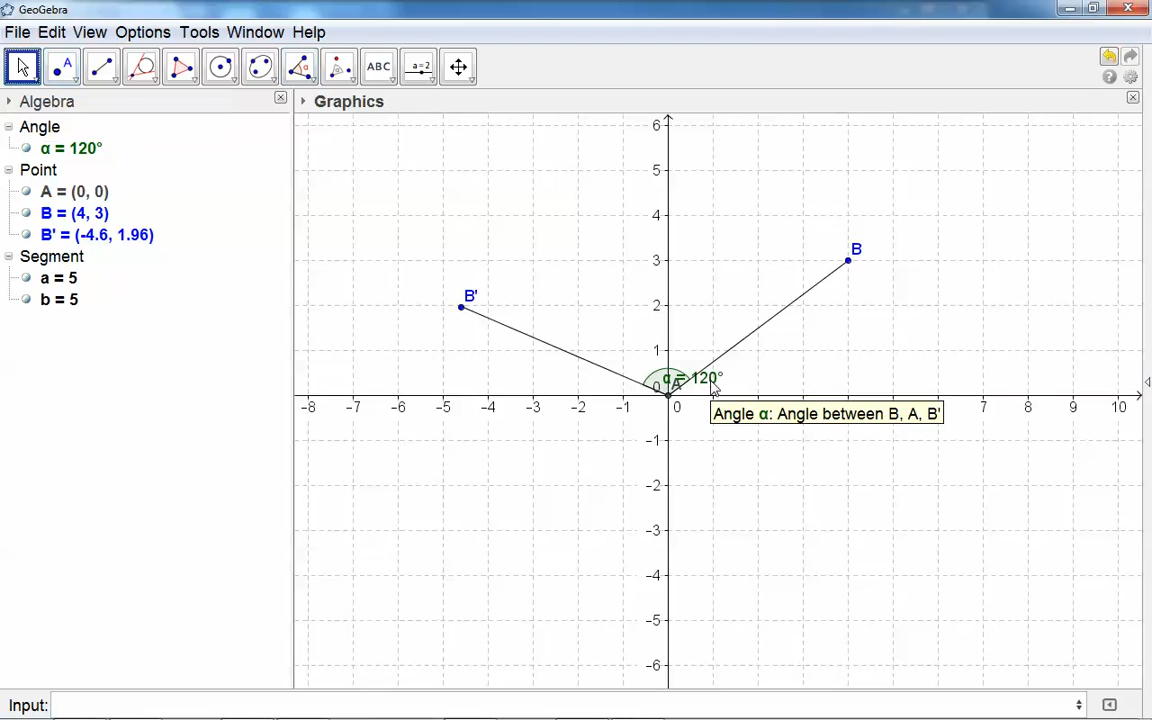 GeoGebra
File Edit View Options Tools Window Help
A α ABC a=2
Algebra
Graphics
Angle
α = 120°
Point
A = (0, 0)
B = (4, 3)
B' = (-4.6, 1.96)
Segment
a = 5
b = 5
6
5
4
3
2
1
0
-1
-2
-3
-4
-5
-6
-8 -7 -6 -5 -4 -3 -2 -1 0 7 8 9 10
B'
B
A
α = 120°
Angle α: Angle between B, A, B'
Input: